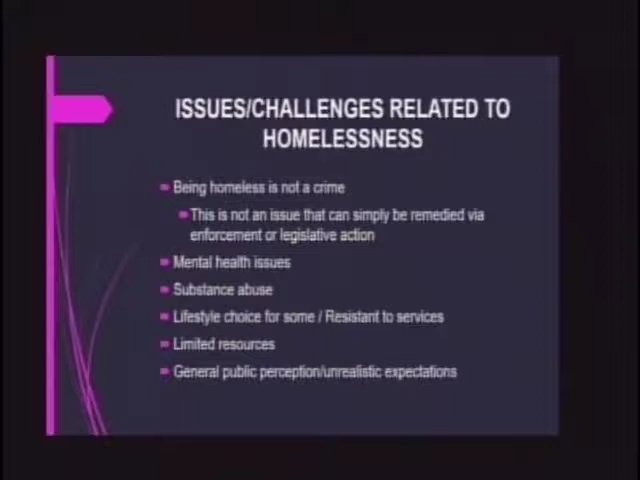 ISSUES/CHALLENGES RELATED TO
HOMELESSNESS
Being homeless is not a crime
This is not an issue that can simply be remedied via
enforcement or legislative action
Mental health issues
Substance abuse
Lifestyle choice for some / Resistant to services
Limited resources
General public perception/unrealistic expectations